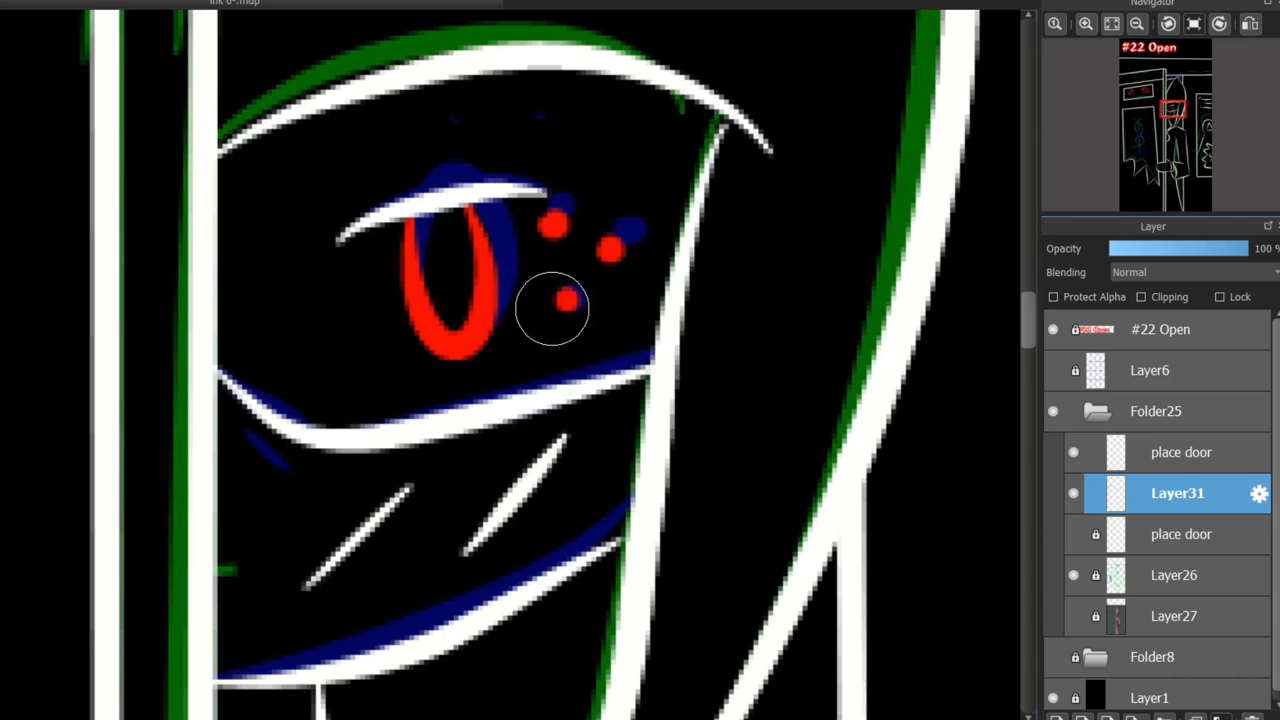 Navigator
#22 Open
Layer
Opacity 100 %
Blending Normal
Protect Alpha Clipping Lock
#22 Open
Layer6
Folder25
place door
Layer31
place door
Layer26
Layer27
Folder8
Layer1